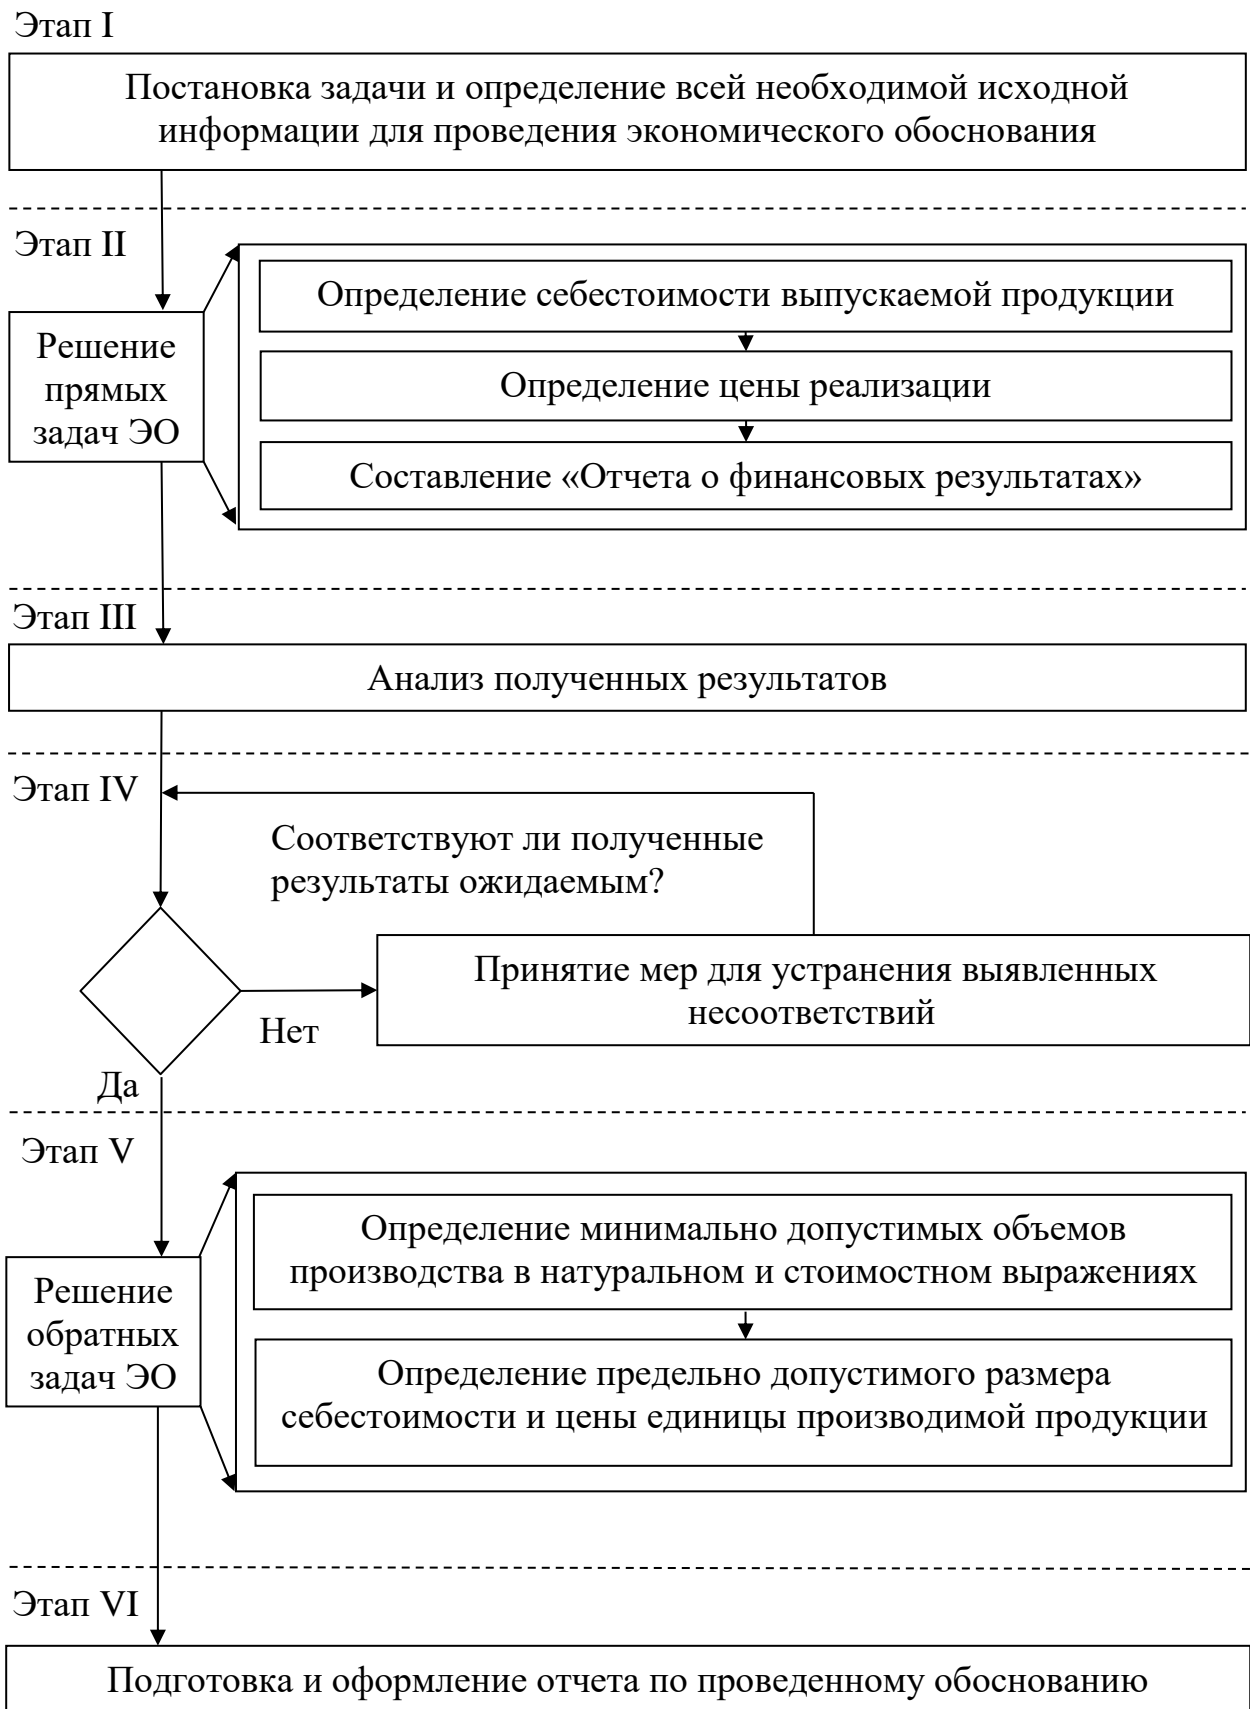 Этап I
Постановка задачи и определение всей необходимой исходной
информации для проведения экономического обоснования
Этап II
Решение
прямых
задач ЭО
Определение себестоимости выпускаемой продукции
Определение цены реализации
Составление «Отчета о финансовых результатах»
Этап III
Анализ полученных результатов
Этап IV
Соответствуют ли полученные
результаты ожидаемым?
Принятие мер для устранения выявленных
несоответствий
Нет
Да
Этап V
Решение
обратных
задач ЭО
Определение минимально допустимых объемов
производства в натуральном и стоимостном выражениях
Определение предельно допустимого размера
себестоимости и цены единицы производимой продукции
Этап VI
Подготовка и оформление отчета по проведенному обоснованию